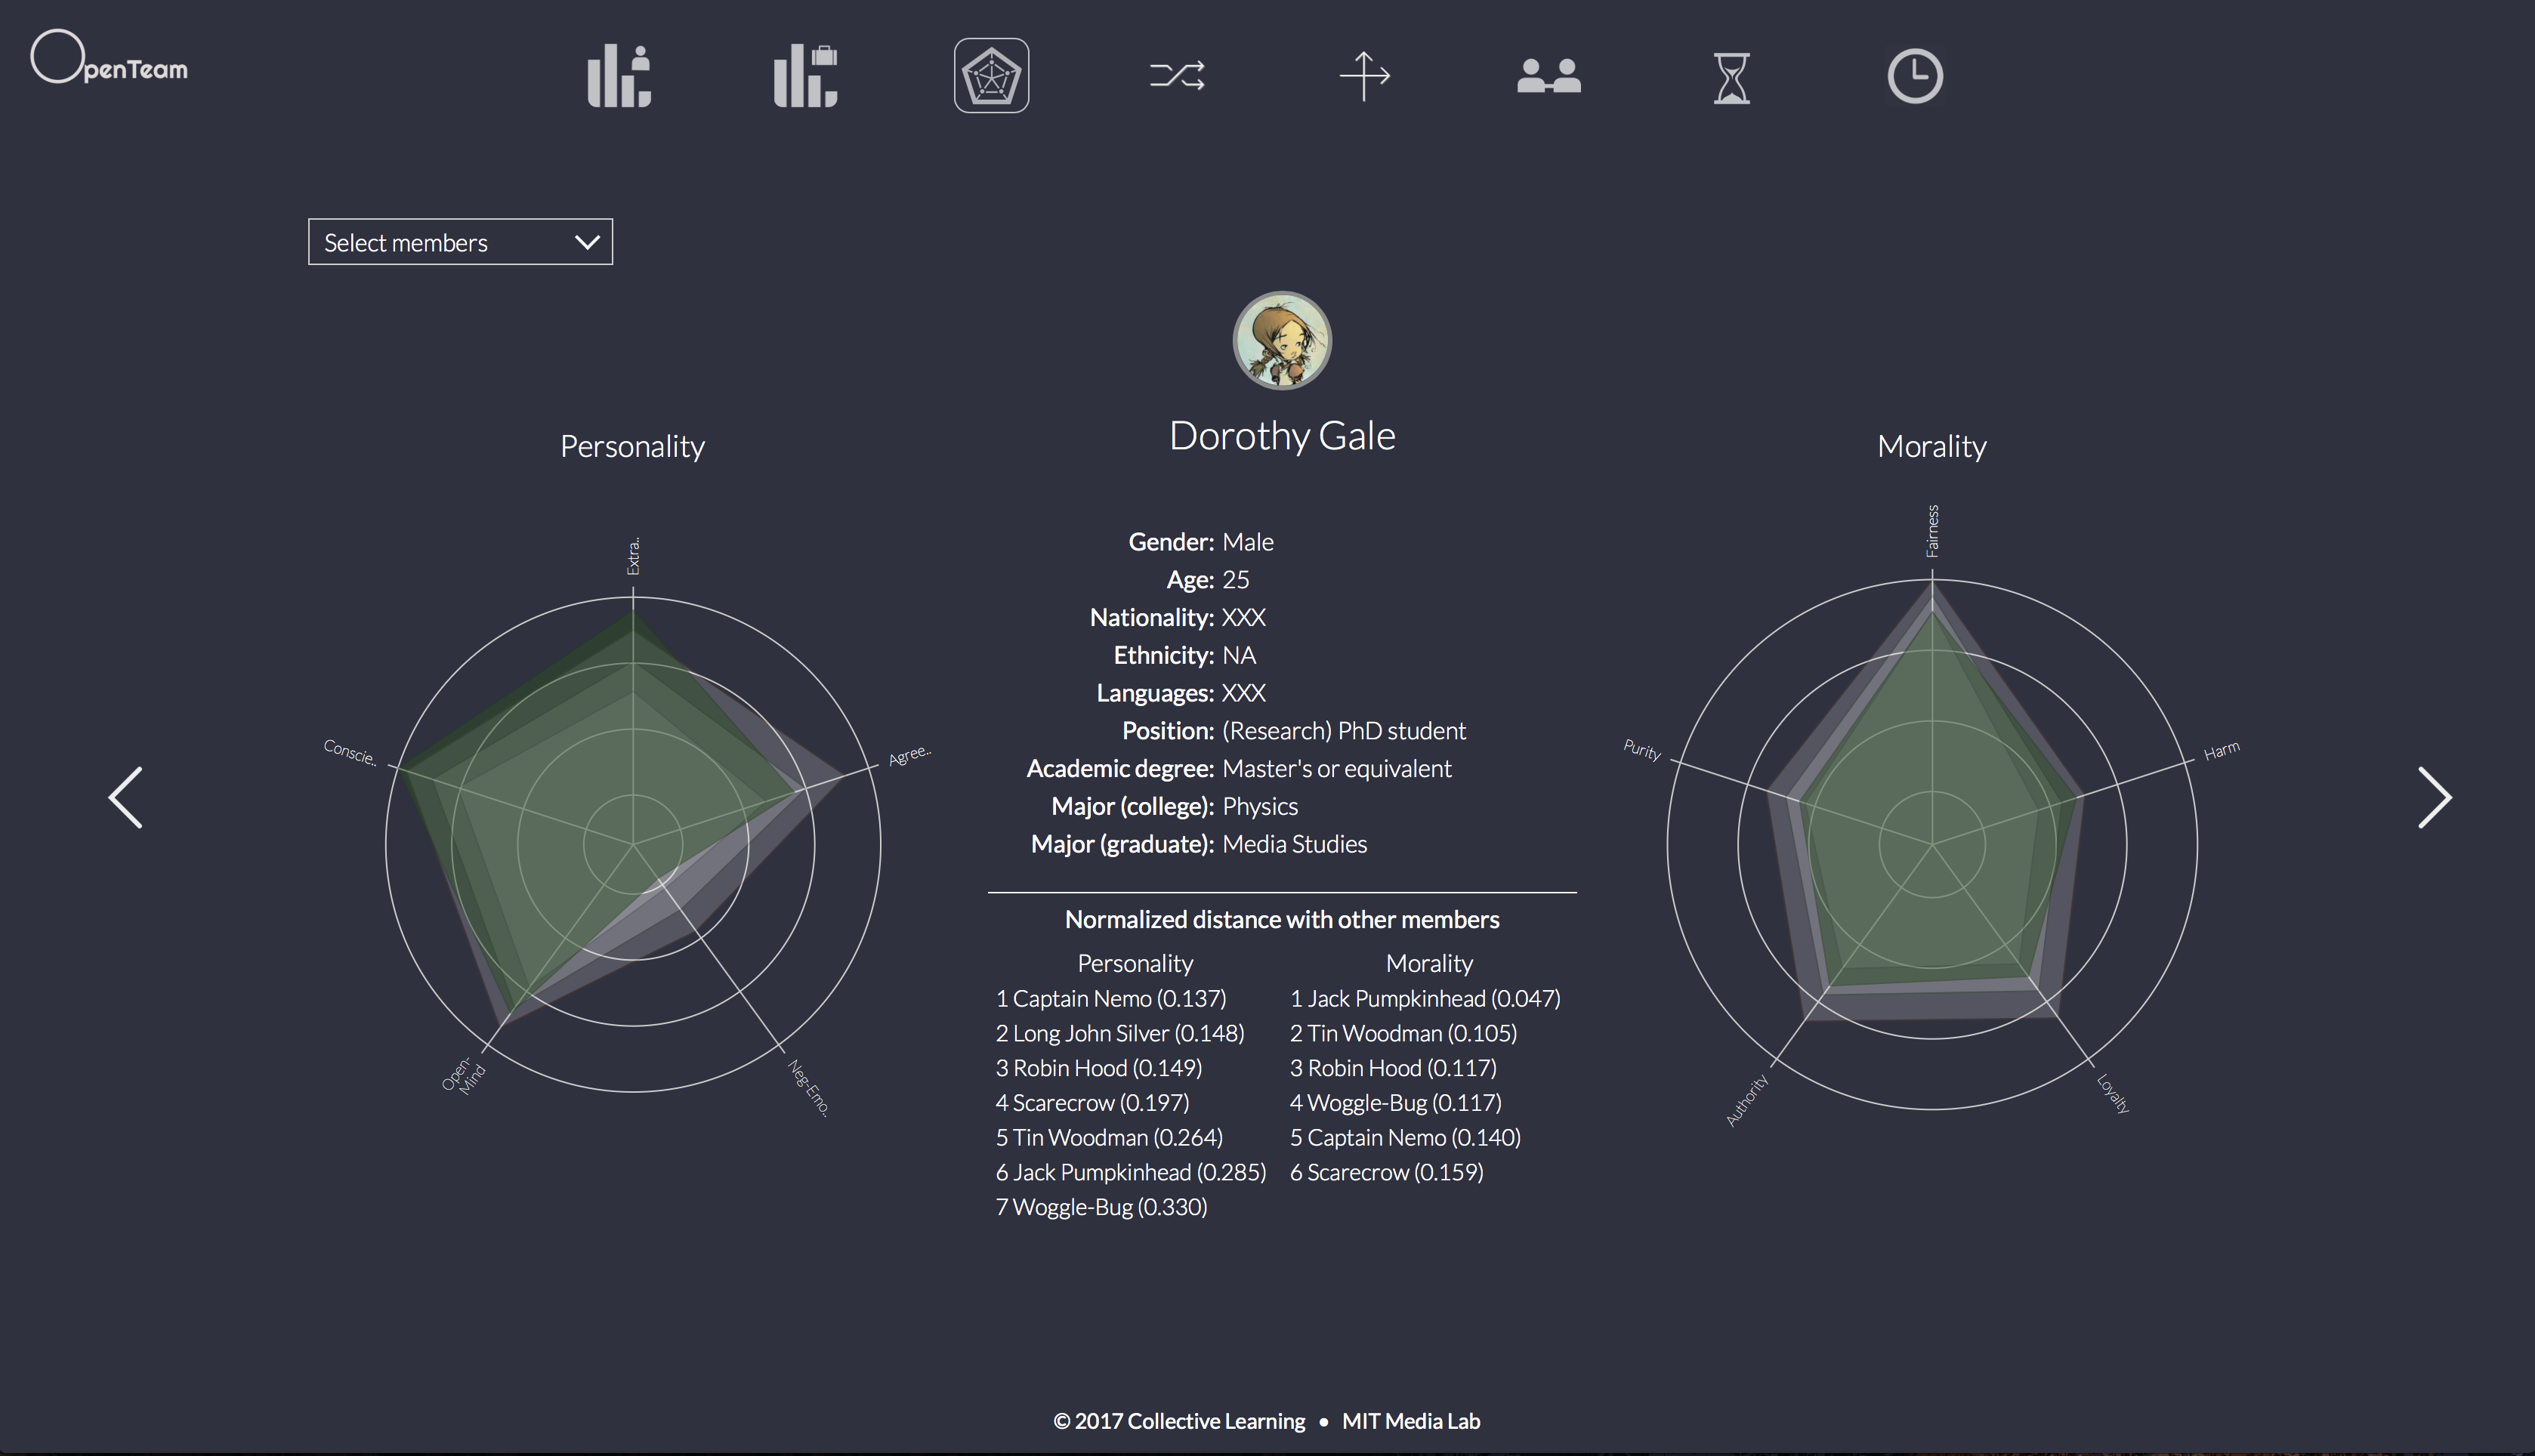 OpenTeam
Select members
Dorothy Gale
Personality
Extra..
Agree..
Neg-Emo..
Open-
Mind
Conscie..
Gender: Male
Age: 25
Nationality: XXX
Ethnicity: NA
Languages: XXX
Position: (Research) PhD student
Academic degree: Master's or equivalent
Major (college): Physics
Major (graduate): Media Studies
Normalized distance with other members
Personality
1 Captain Nemo (0.137)
2 Long John Silver (0.148)
3 Robin Hood (0.149)
4 Scarecrow (0.197)
5 Tin Woodman (0.264)
6 Jack Pumpkinhead (0.285)
7 Woggle-Bug (0.330)
Morality
1 Jack Pumpkinhead (0.047)
2 Tin Woodman (0.105)
3 Robin Hood (0.117)
4 Woggle-Bug (0.117)
5 Captain Nemo (0.140)
6 Scarecrow (0.159)
Morality
Fairness
Harm
Loyalty
Authority
Purity
© 2017 Collective Learning • MIT Media Lab